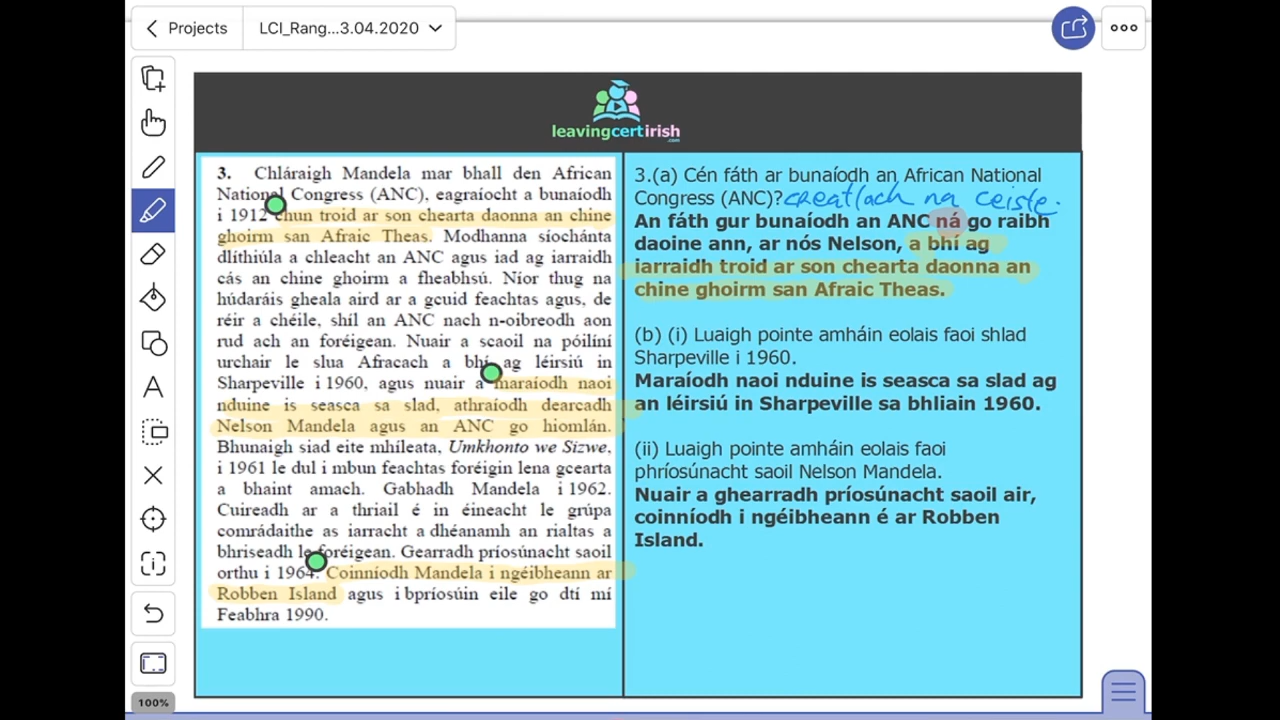 Projects
LCI_Rang...3.04.2020
leavingcertirish
.com
3. Chláraigh Mandela mar bhall den African
National Congress (ANC), eagraíocht a bunaíodh
i 1912 chun troid ar son chearta daonna an chine
ghoirm san Afraic Theas. Modhanna síochánta
dlíthiúla a chleacht an ANC agus iad ag iarraidh
cás an chine ghoirm a fheabhsú. Níor thug na
húdaráis gheala aird ar a gcuid feachtas agus, de
réir a chéile, shíl an ANC nach n-oibreodh aon
rud ach an foréigean. Nuair a scaoil na póilíní
urchair le slua Afracach a bhí ag léirsiú in
Sharpeville i 1960, agus nuair a maraíodh naoi
nduine is seasca sa slad, athraíodh dearcadh
Nelson Mandela agus an ANC go hiomlán.
Bhunaigh siad eite mhíleata, Umkhonto we Sizwe,
i 1961 le dul i mbun feachtas foréigin lena gcearta
a bhaint amach. Gabhadh Mandela i 1962.
Cuireadh ar a thriail é in éineacht le grúpa
comrádaithe as iarracht a dhéanamh an rialtas a
bhriseadh le foréigean. Gearradh príosúnacht saoil
orthu i 1964. Coinníodh Mandela i ngéibheann ar
Robben Island agus i bpríosúin eile go dtí mí
Feabhra 1990.
3.(a) Cén fáth ar bunaíodh an African National
Congress (ANC)? creatlach na ceiste.
An fáth gur bunaíodh an ANC ná go raibh
daoine ann, ar nós Nelson, a bhí ag
iarraidh troid ar son chearta daonna an
chine ghoirm san Afraic Theas.
(b) (i) Luaigh pointe amháin eolais faoi shlad
Sharpeville i 1960.
Maraíodh naoi nduine is seasca sa slad ag
an léirsiú in Sharpeville sa bhliain 1960.
(ii) Luaigh pointe amháin eolais faoi
phríosúnacht saoil Nelson Mandela.
Nuair a ghearradh príosúnacht saoil air,
coinníodh i ngéibheann é ar Robben
Island.
100%